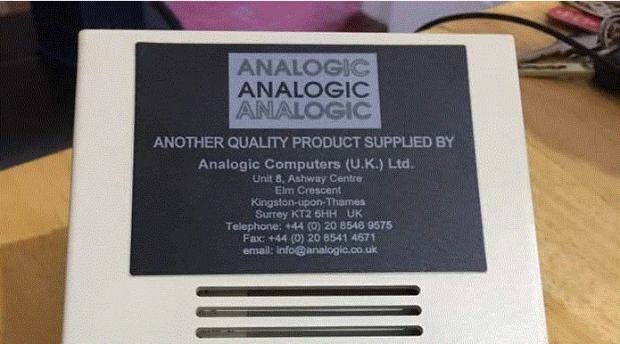 ANALOGIC
ANALOGIC
ANALOGIC
ANOTHER QUALITY PRODUCT SUPPLIED BY
Analogic Computers (U.K.) Ltd.
Unit 8, Ashway Centre
Elm Crescent
Kingston-upon-Thames
Surrey KT2 6HH UK
Telephone: +44 (0) 20 8546 9575
Fax: +44 (0) 20 8541 4671
email: info@analogic.co.uk